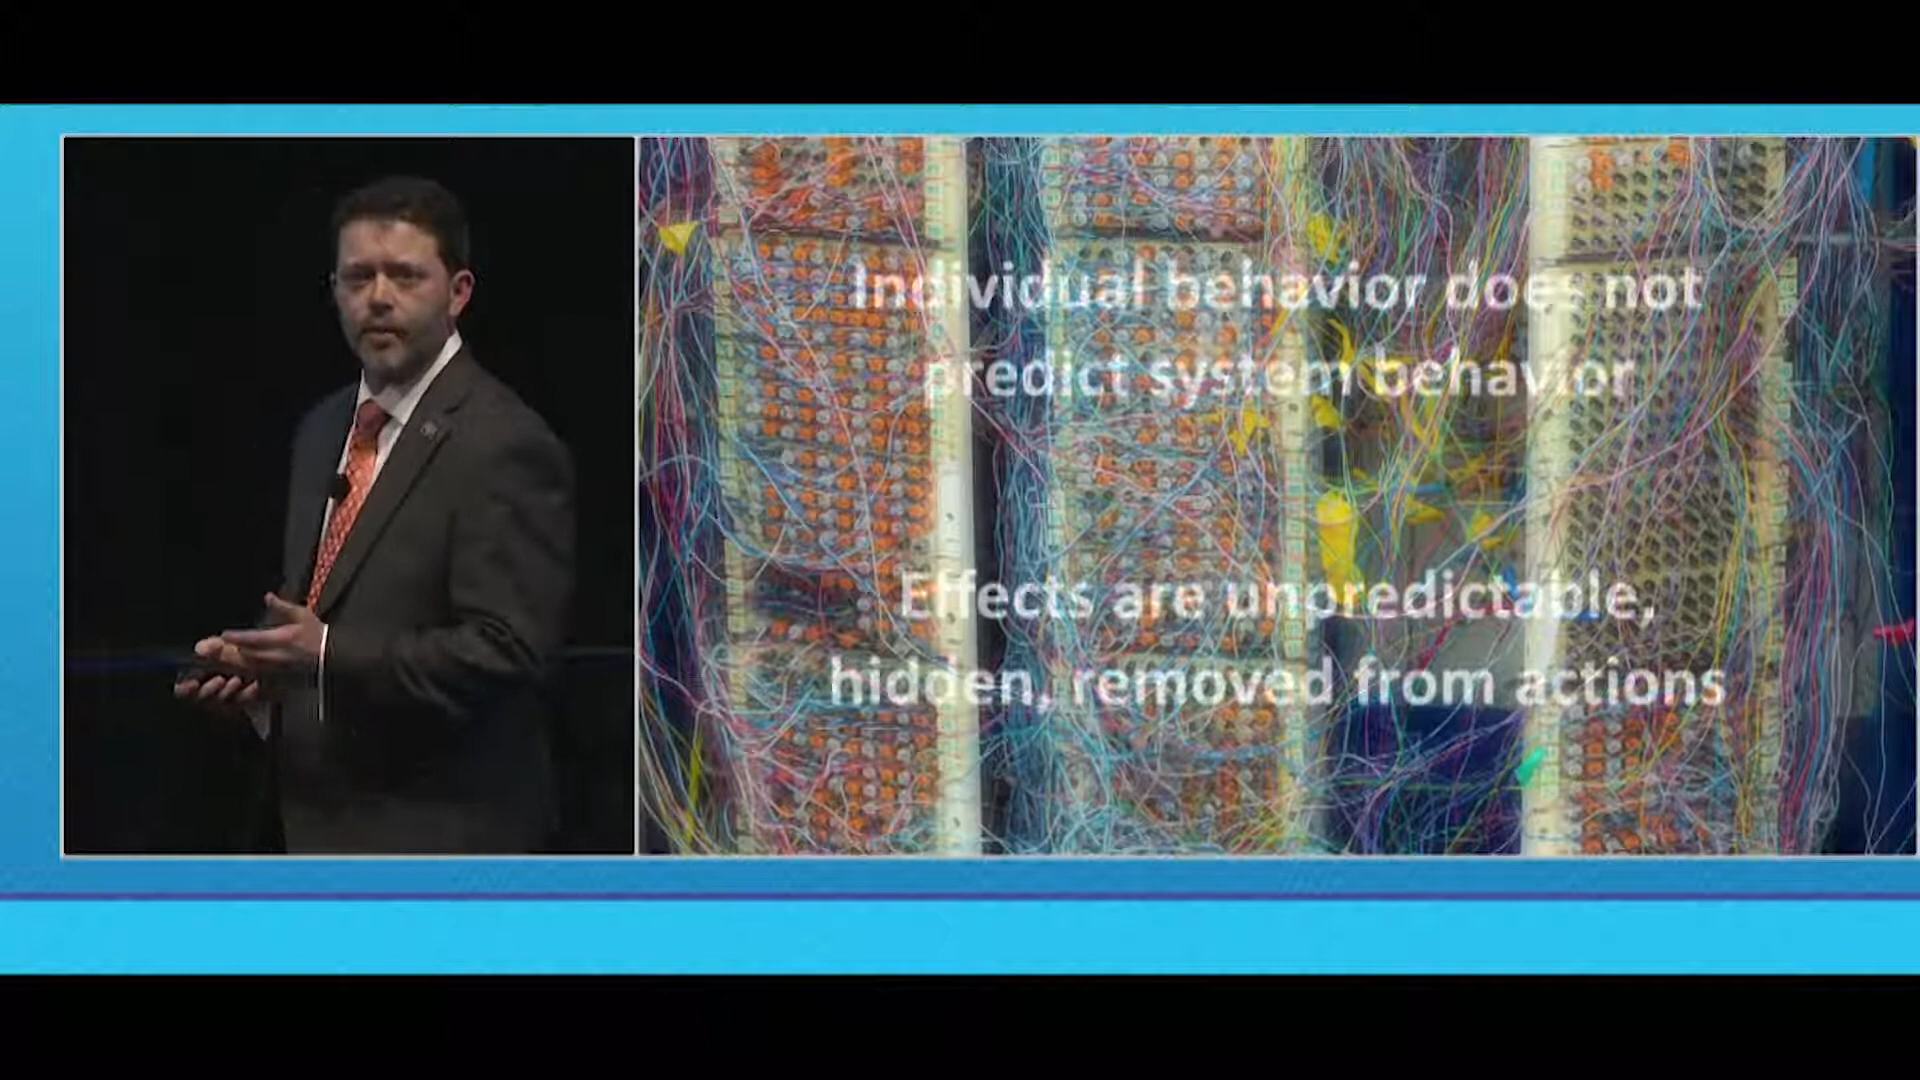 Individual behavior does not
predict system behavior
Effects are unpredictable,
hidden, removed from actions